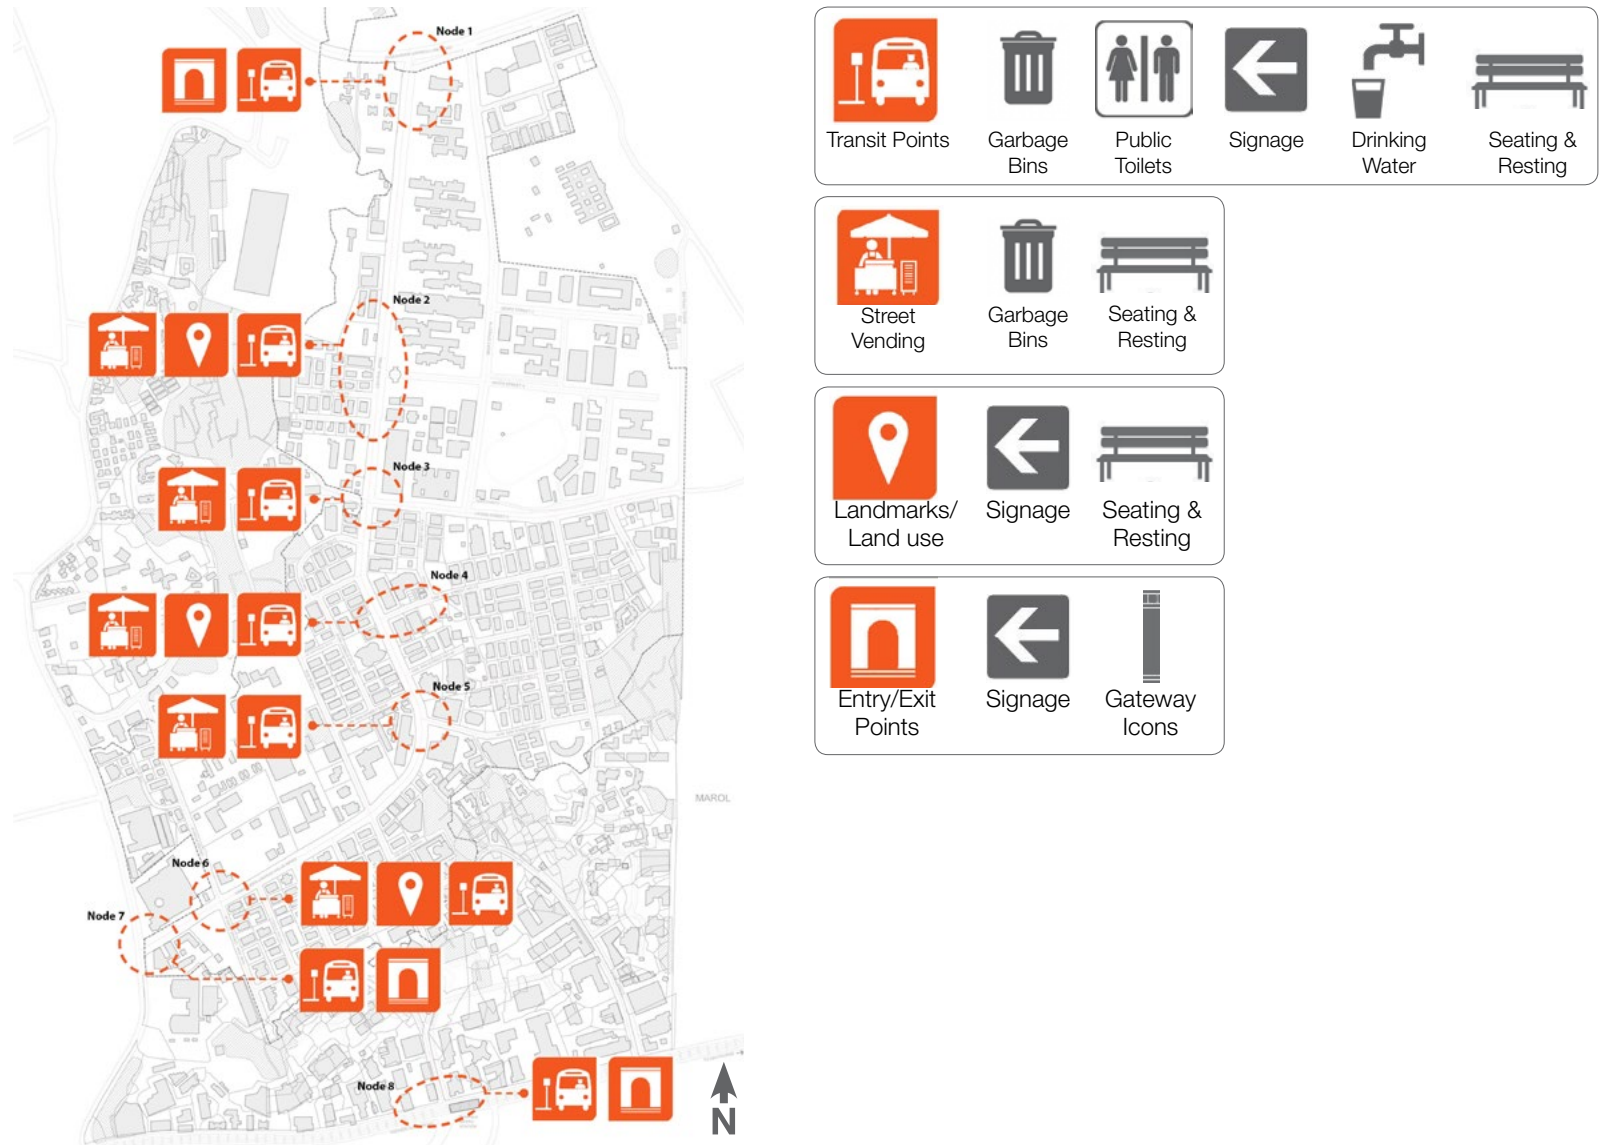 Node 1
Node 2
Node 3
Node 4
Node 5
MAROL
Node 6
Node 7
Node 8
N
Transit Points
Garbage
Bins
Public
Toilets
Signage
Drinking
Water
Seating &
Resting
Street
Vending
Garbage
Bins
Seating &
Resting
Landmarks/
Land use
Signage
Seating &
Resting
Entry/Exit
Points
Signage
Gateway
Icons